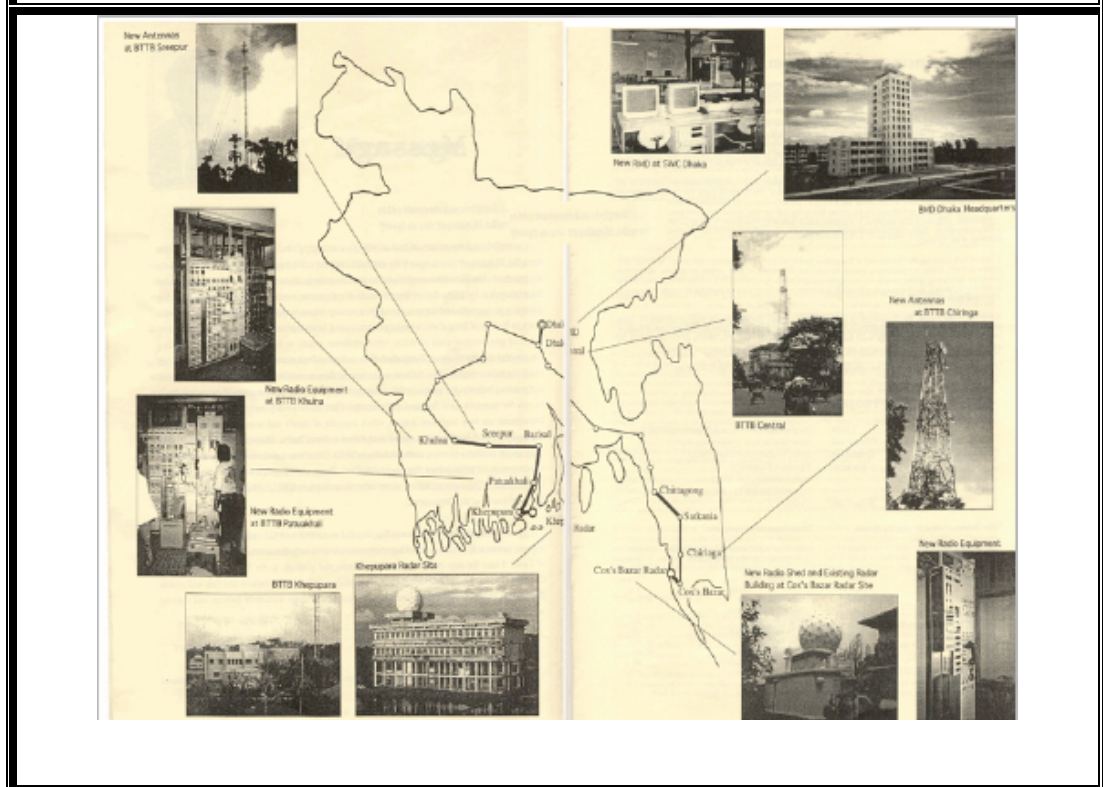 New Antennas
at BTTB Sreepur
New RMD at SWC Dhaka
BMD Dhaka Headquarters
New Radio Equipment
at BTTB Khulna
New Antennas
at BTTB Chiringa
BTTB Central
Khulna
Sreepur
Barisal
Patuakhali
Khepupara
Radar
New Radio Equipment
at BTTB Patuakhali
Chittagong
Satkania
Chiringa
Cox's Bazar Radar
Cox's Bazar
BTTB Khepupara
Khepupara Radar Site
New Radio Shed and Existing Radar
Building at Cox's Bazar Radar Site
New Radio Equipment